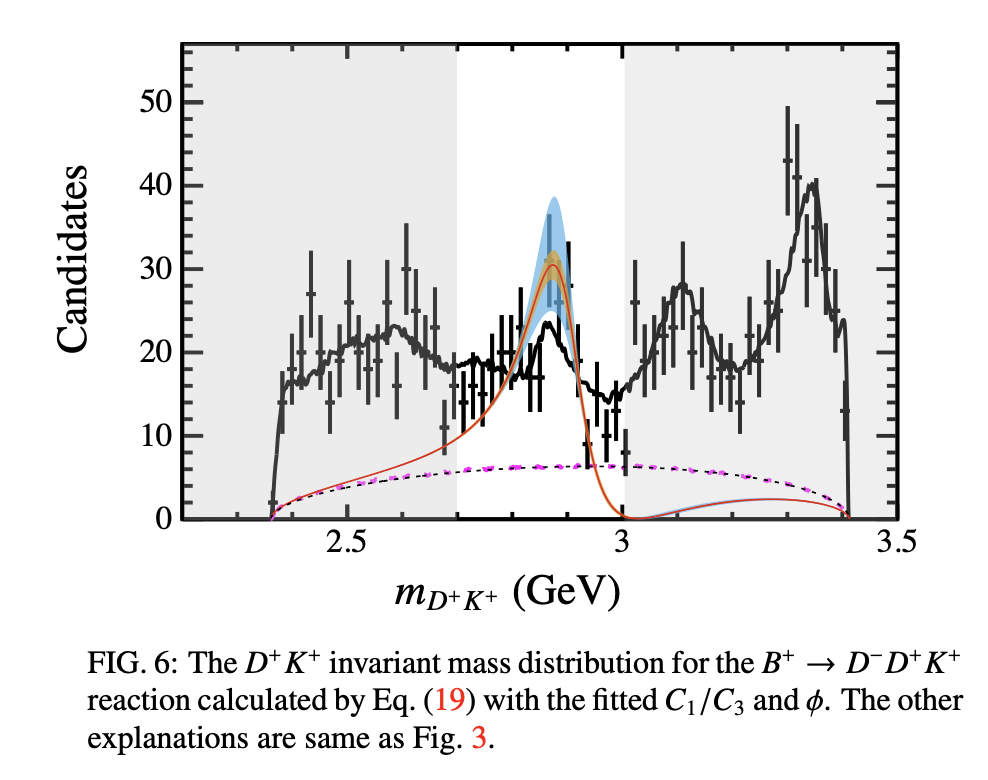 50
40
30
20
10
0
Candidates
2.5
3
3.5
m_{D⁺K⁺} (GeV)
FIG. 6: The D⁺K⁺ invariant mass distribution for the B⁺ → D⁻D⁺K⁺
reaction calculated by Eq. (19) with the fitted C₁/C₃ and ϕ. The other
explanations are same as Fig. 3.